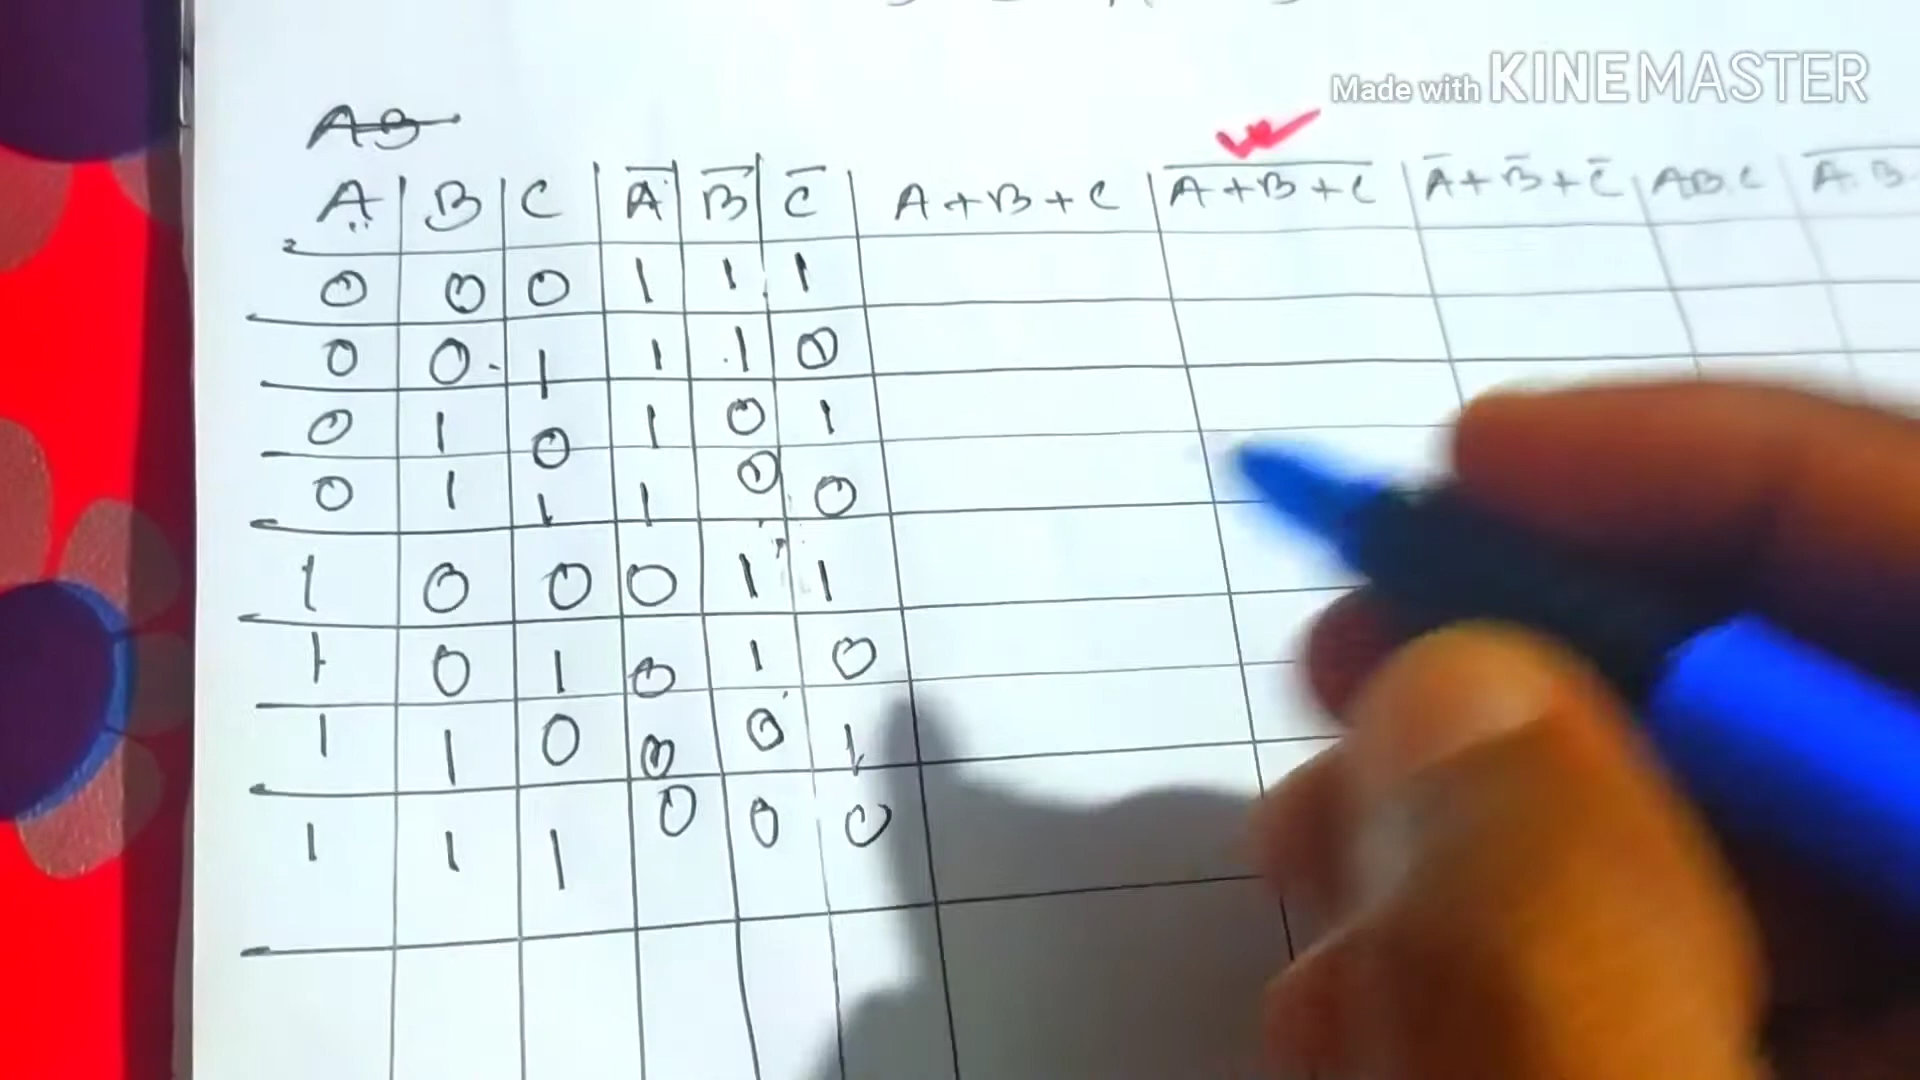 Made with KINEMASTER
A B C A̅ B̅ C̅ A+B+C \overline{A+B+C} A̅+B̅+C̅ AB.C \overline{A.B
0 0 0 1 1 1
0 0 1 1 1 0
0 1 0 1 0 1
0 1 1 1 0 0
1 0 0 0 1 1
1 0 1 0 1 0
1 1 0 0 0 1
1 1 1 0 0 0